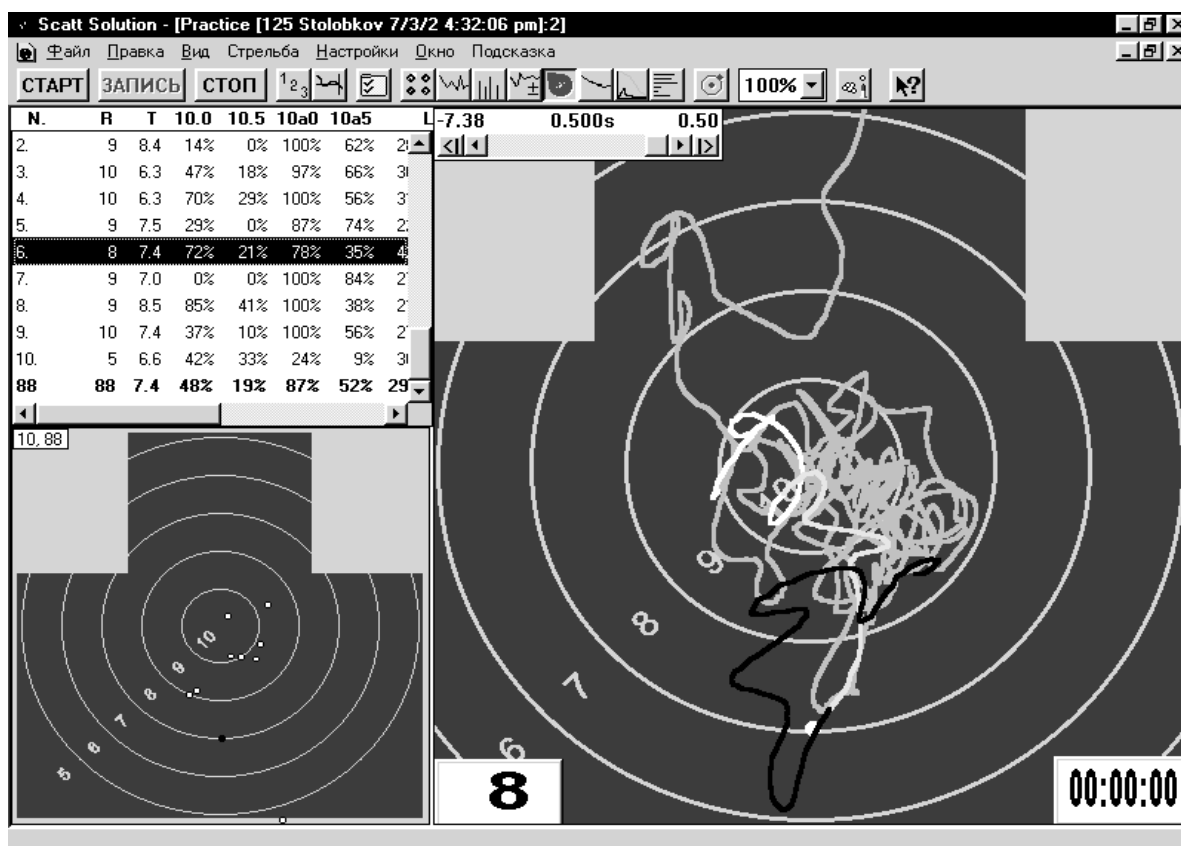 Scatt Solution - [Practice [125 Stolobkov 7/3/2 4:32:06 pm]:2]
Файл Правка Вид Стрельба Настройки Окно Подсказка
СТАРТ ЗАПИСЬ СТОП 1 2 3 100%
N. R T 10.0 10.5 10a0 10a5 L
2. 9 8.4 14% 0% 100% 62%
3. 10 6.3 47% 18% 97% 66%
4. 10 6.3 70% 29% 100% 56%
5. 9 7.5 29% 0% 87% 74%
6. 8 7.4 72% 21% 78% 35%
7. 9 7.0 0% 0% 100% 84%
8. 9 8.5 85% 41% 100% 38%
9. 10 7.4 37% 10% 100% 56%
10. 5 6.6 42% 33% 24% 9%
88 88 7.4 48% 19% 87% 52% 29
-7.38 0.500s 0.50
10, 88
10
9
8
7
6
5
9
8
7
6
8
00:00:00